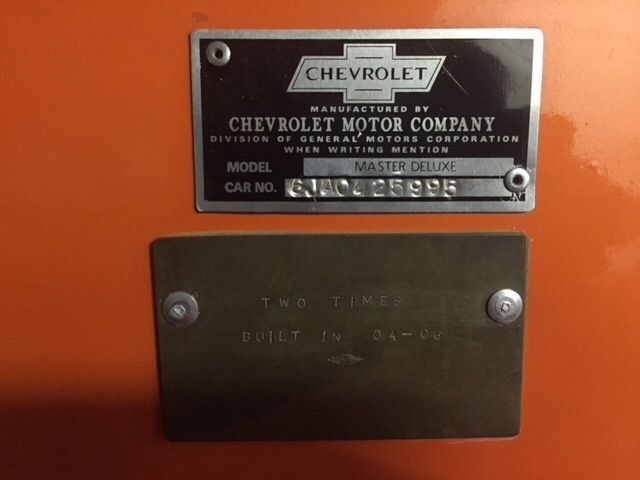 CHEVROLET
MANUFACTURED BY
CHEVROLET MOTOR COMPANY
DIVISION OF GENERAL MOTORS CORPORATION
WHEN WRITING MENTION
MODEL MASTER DELUXE
CAR NO. 6JA0425995
TWO TIMES
BUILT IN 04-06